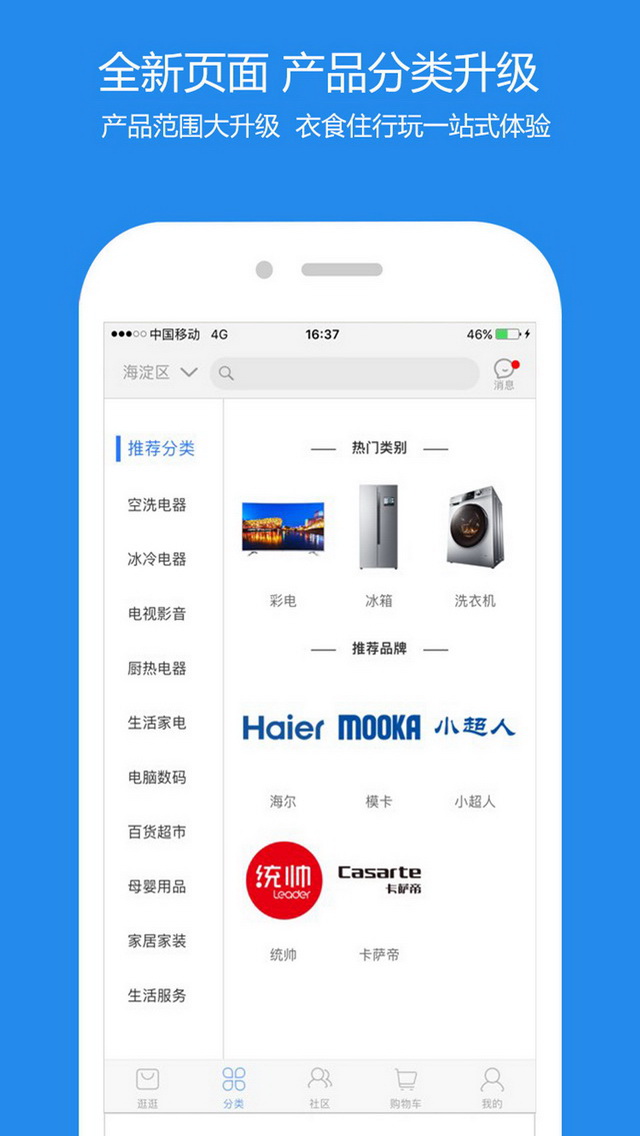 全新页面 产品分类升级
产品范围大升级 衣食住行玩一站式体验
中国移动 4G 16:37 46%
海淀区
消息
推荐分类
空洗电器
冰冷电器
电视影音
厨热电器
生活家电
电脑数码
百货超市
母婴用品
家居家装
生活服务
热门类别
彩电 冰箱 洗衣机
推荐品牌
Haier MOOKA 小超人
海尔 模卡 小超人
统帅 Leader Casarte 卡萨帝
统帅 卡萨帝
逛逛 分类 社区 购物车 我的